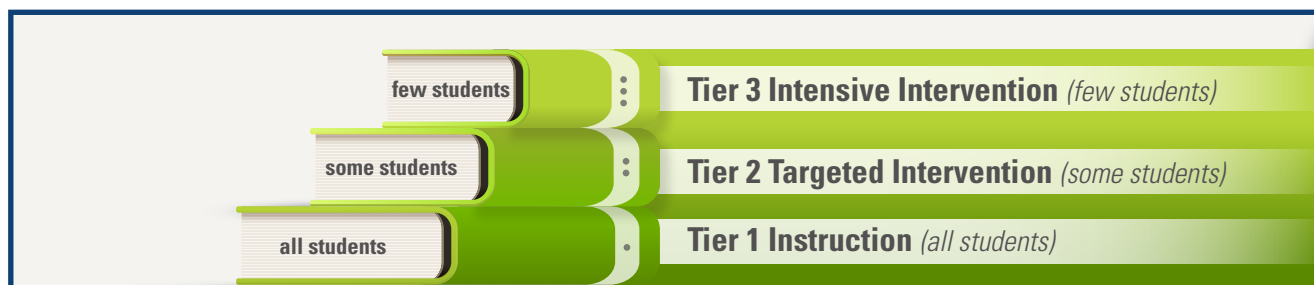 few students
Tier 3 Intensive Intervention (few students)
some students
Tier 2 Targeted Intervention (some students)
all students
Tier 1 Instruction (all students)